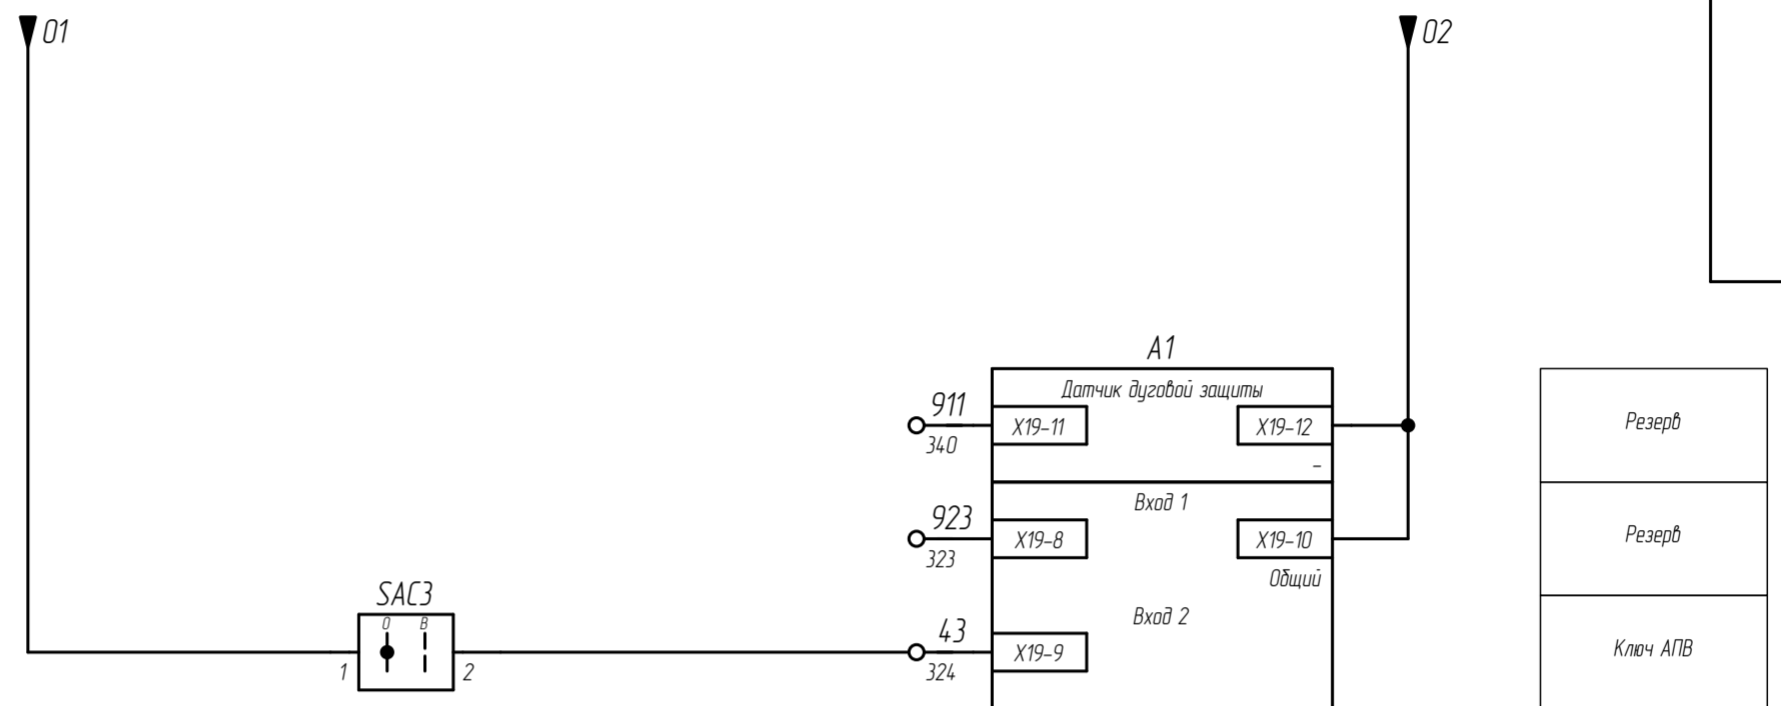 01
02
A1
Датчик дуговой защиты
911
X19-11
X19-12
Резерв
340
–
Вход 1
923
X19-8
X19-10
Резерв
323
Общий
SAC3
Вход 2
O В
43
X19-9
Ключ АПВ
1
2
324